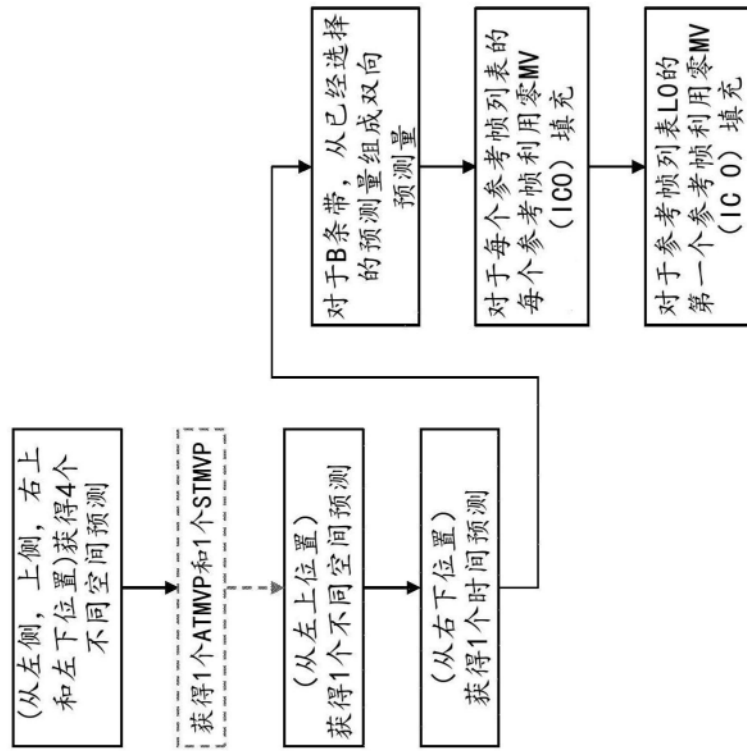 (从左侧，上侧，右上
和左下位置)获得4个
不同空间预测
获得1个ATMVP和1个STMVP
(从左上位置)
获得1个不同空间预测
(从右下位置)
获得1个时间预测
对于B条带，从已经选择
的预测量组成双向
预测量
对于每个参考帧列表的
每个参考帧利用零MV
(IC0) 填充
对于参考帧列表L0的
第一个参考帧利用零MV
(IC 0) 填充